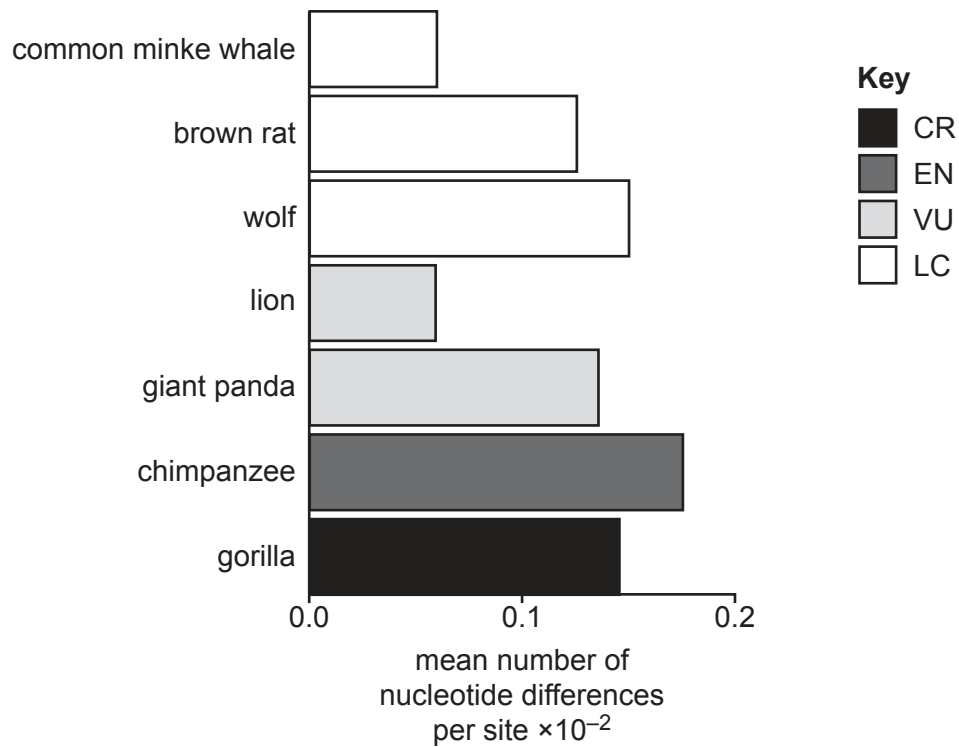 common minke whale
brown rat
wolf
lion
giant panda
chimpanzee
gorilla
0.0 0.1 0.2
mean number of
nucleotide differences
per site ×10⁻²
Key
CR
EN
VU
LC